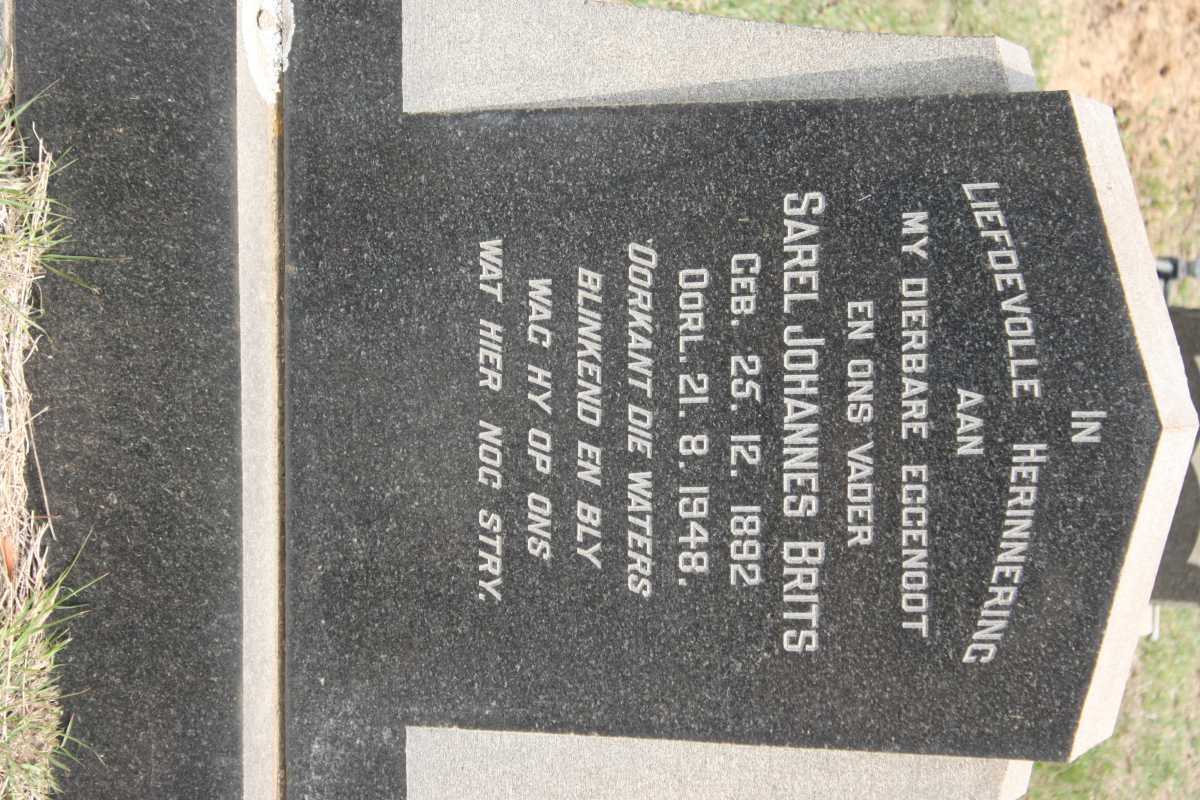 IN
LIEFDEVOLLE HERINNERING
AAN
MY DIERBARE EGGENOOT
EN ONS VADER
SAREL JOHANNES BRITS
GEB. 25. 12. 1892
OORL. 21. 8. 1948.
'OORKANT DIE WATERS
BLINKEND EN BLY
WAG HY OP ONS
WAT HIER NOG STRY,